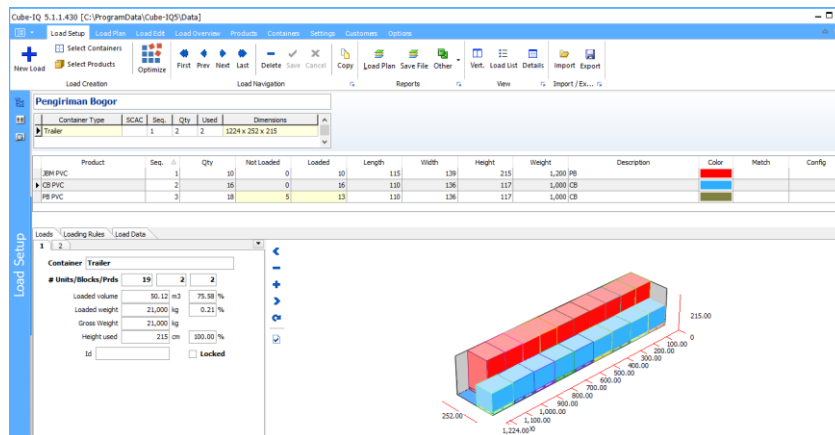 Cube-IQ 5.1.1.430 [C:\ProgramData\Cube-IQ5\Data]
Load Setup Load Plan Load Edit Load Overview Products Containers Settings Customers Options
New Load Select Containers Select Products Optimize First Prev Next Last Delete Save Cancel Copy Load Plan Save File Other Vert. Load List Details Import Export
Load Creation Load Navigation Reports View Import / Ex...
Load Setup
Pengiriman Bogor
Container Type SCAC Seq. Qty Used Dimensions
Trailer 1 2 2 1224 x 252 x 215
Product Seq. Qty Not Loaded Loaded Length Width Height Weight Description Color Match Config
JBM PVC 1 10 0 10 115 139 215 1,200 PB
CB PVC 2 16 0 16 110 136 117 1,000 CB
PB PVC 3 18 5 13 110 136 117 1,000 CB
Loads Loading Rules Load Data
1 2
Container Trailer
# Units/Blocks/Prds 19 2 2
Loaded volume 50.12 m3 75.58 %
Loaded weight 21,000 kg 0.21 %
Gross Weight 21,000 kg
Height used 215 cm 100.00 %
Id Locked
215.00
0
100.00
200.00
300.00
400.00
500.00
600.00
700.00
800.00
900.00
1,000.00
1,100.00
1,224.00
252.00